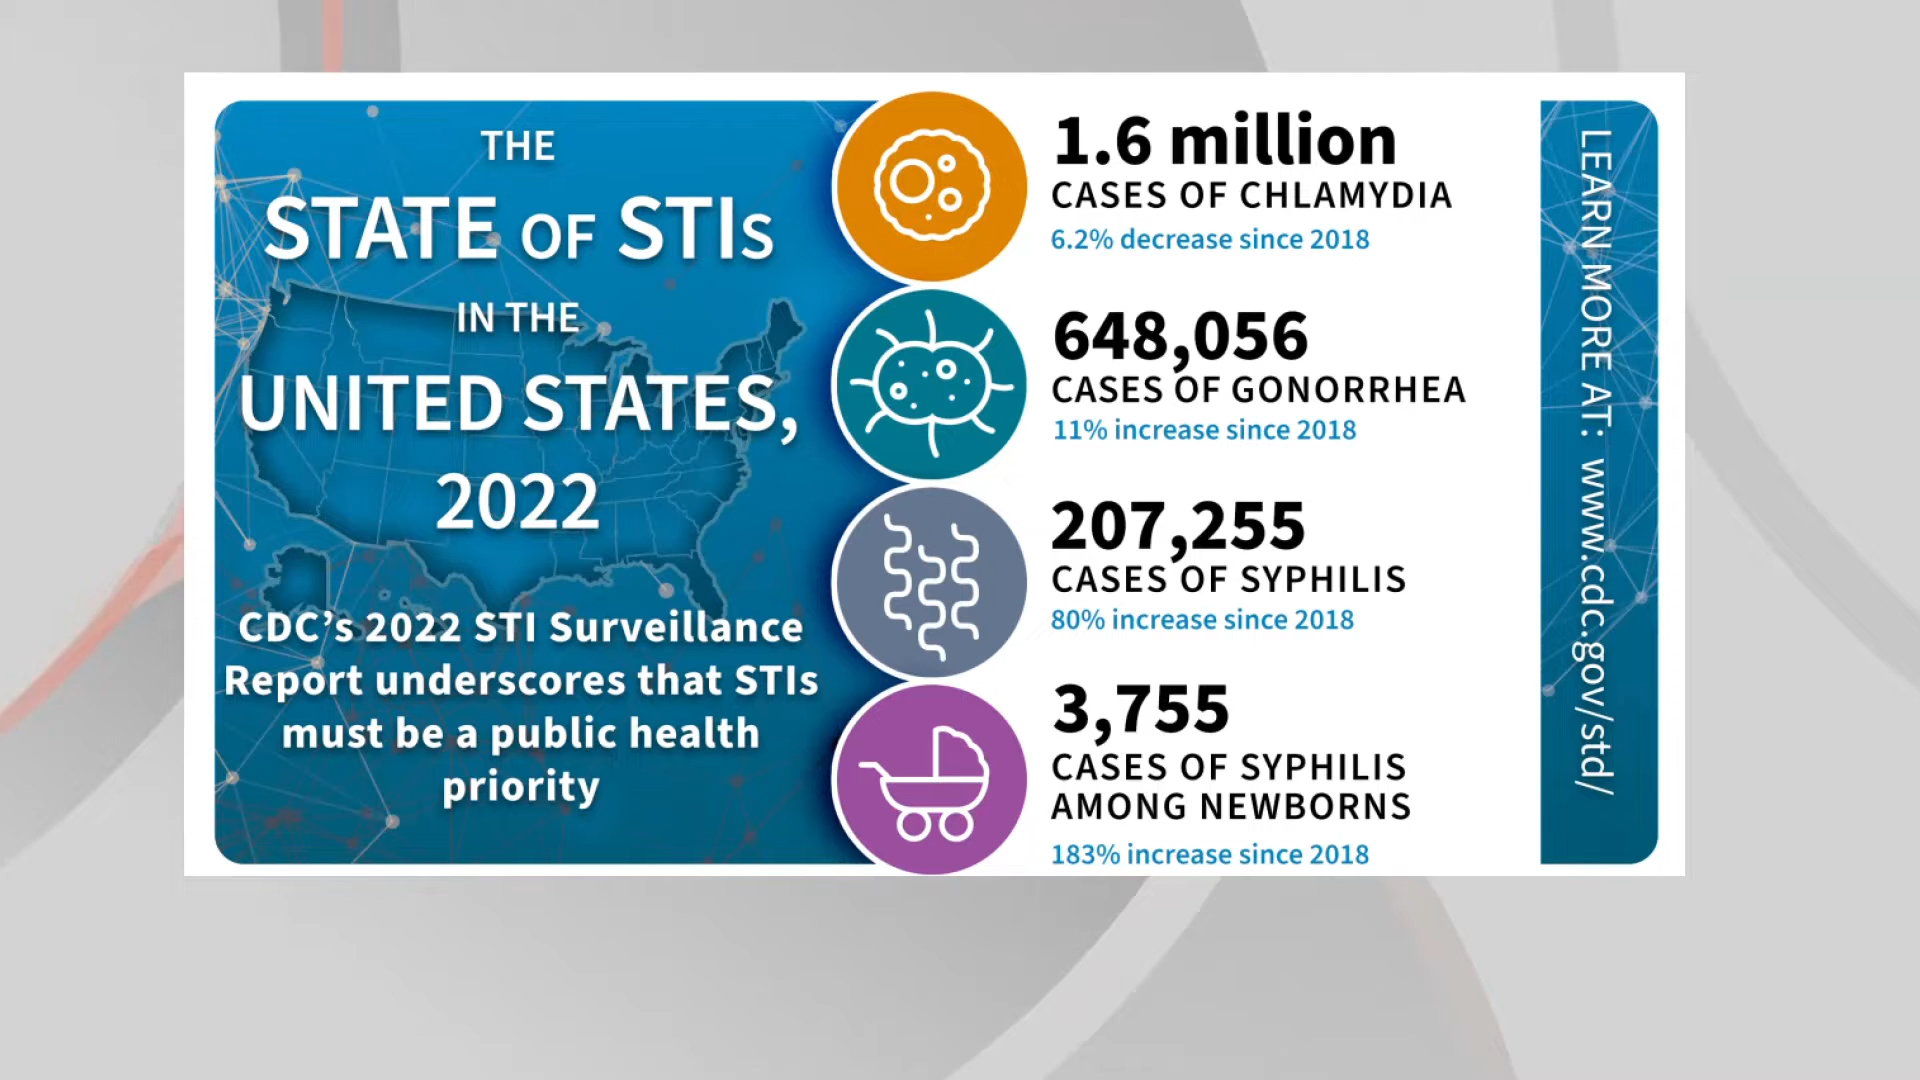 THE
STATE OF STIs
IN THE
UNITED STATES,
2022
CDC's 2022 STI Surveillance
Report underscores that STIs
must be a public health
priority
1.6 million
CASES OF CHLAMYDIA
6.2% decrease since 2018
648,056
CASES OF GONORRHEA
11% increase since 2018
207,255
CASES OF SYPHILIS
80% increase since 2018
3,755
CASES OF SYPHILIS
AMONG NEWBORNS
183% increase since 2018
LEARN MORE AT: www.cdc.gov/std/